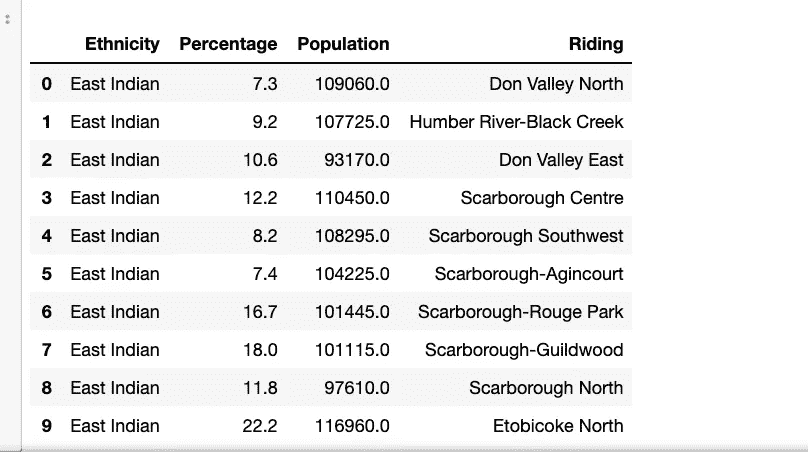 Ethnicity Percentage Population Riding
0 East Indian 7.3 109060.0 Don Valley North
1 East Indian 9.2 107725.0 Humber River-Black Creek
2 East Indian 10.6 93170.0 Don Valley East
3 East Indian 12.2 110450.0 Scarborough Centre
4 East Indian 8.2 108295.0 Scarborough Southwest
5 East Indian 7.4 104225.0 Scarborough-Agincourt
6 East Indian 16.7 101445.0 Scarborough-Rouge Park
7 East Indian 18.0 101115.0 Scarborough-Guildwood
8 East Indian 11.8 97610.0 Scarborough North
9 East Indian 22.2 116960.0 Etobicoke North